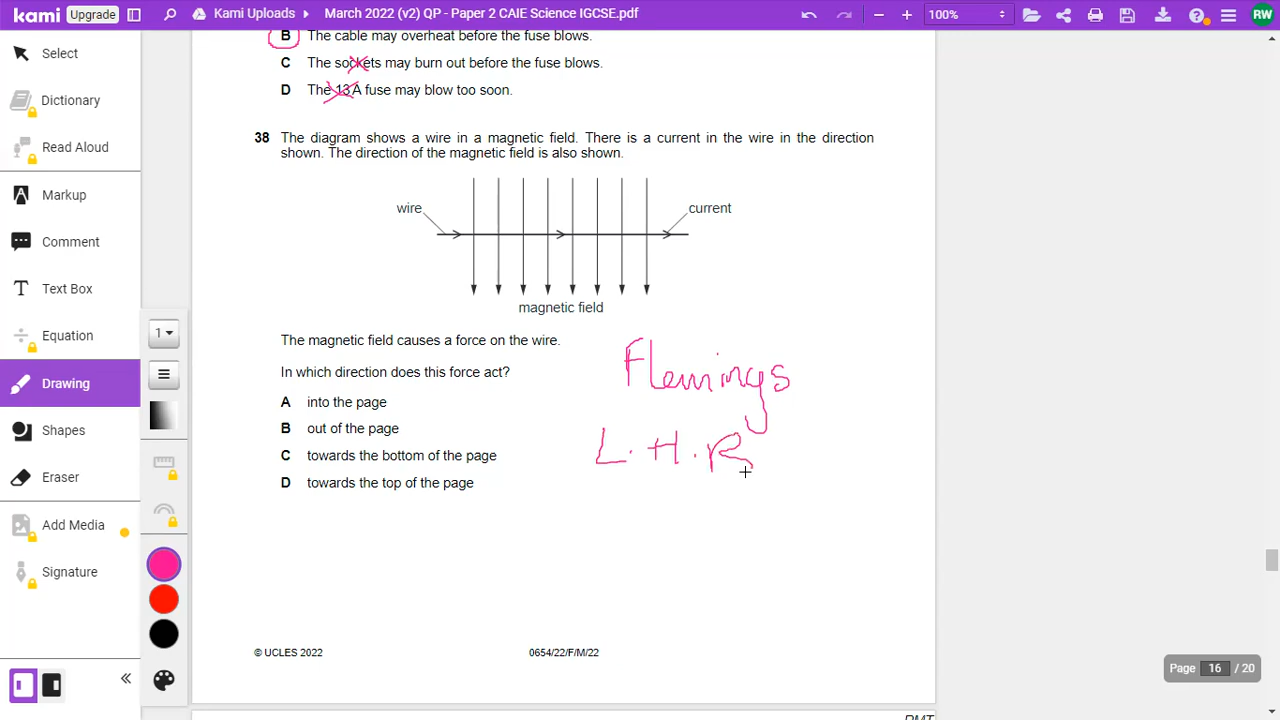 kami Upgrade Kami Uploads March 2022 (v2) QP - Paper 2 CAIE Science IGCSE.pdf 100% RW
Select
Dictionary
Read Aloud
Markup
Comment
Text Box
Equation
Drawing
Shapes
Eraser
Add Media
Signature
1
B The cable may overheat before the fuse blows.
C The sockets may burn out before the fuse blows.
D The 13A fuse may blow too soon.
38 The diagram shows a wire in a magnetic field. There is a current in the wire in the direction
shown. The direction of the magnetic field is also shown.
wire current
magnetic field
The magnetic field causes a force on the wire.
In which direction does this force act?
A into the page
B out of the page
C towards the bottom of the page
D towards the top of the page
Flemings
L.H.R
© UCLES 2022 0654/22/F/M/22
Page 16 / 20
PMT